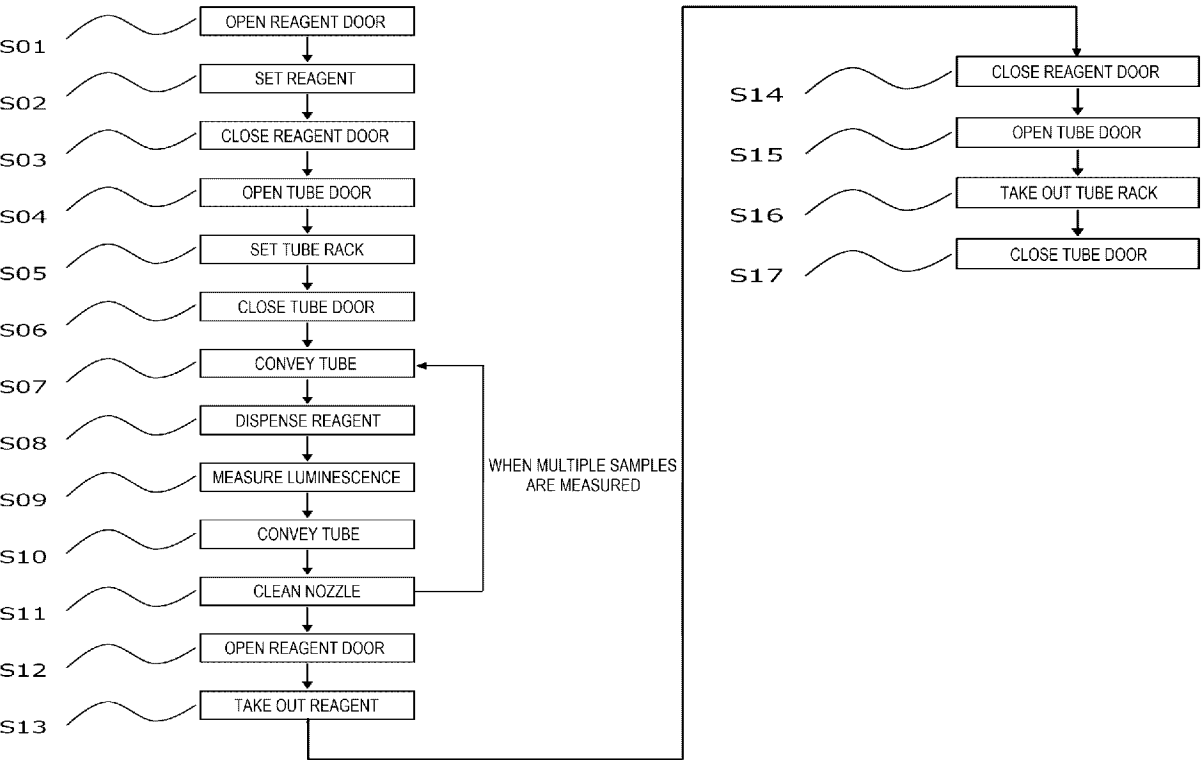 OPEN REAGENT DOOR
S01
SET REAGENT
S02
CLOSE REAGENT DOOR
S03
OPEN TUBE DOOR
S04
SET TUBE RACK
S05
CLOSE TUBE DOOR
S06
CONVEY TUBE
S07
DISPENSE REAGENT
S08
MEASURE LUMINESCENCE
S09
CONVEY TUBE
S10
CLEAN NOZZLE
S11
OPEN REAGENT DOOR
S12
TAKE OUT REAGENT
S13
WHEN MULTIPLE SAMPLES
ARE MEASURED
CLOSE REAGENT DOOR
S14
OPEN TUBE DOOR
S15
TAKE OUT TUBE RACK
S16
CLOSE TUBE DOOR
S17